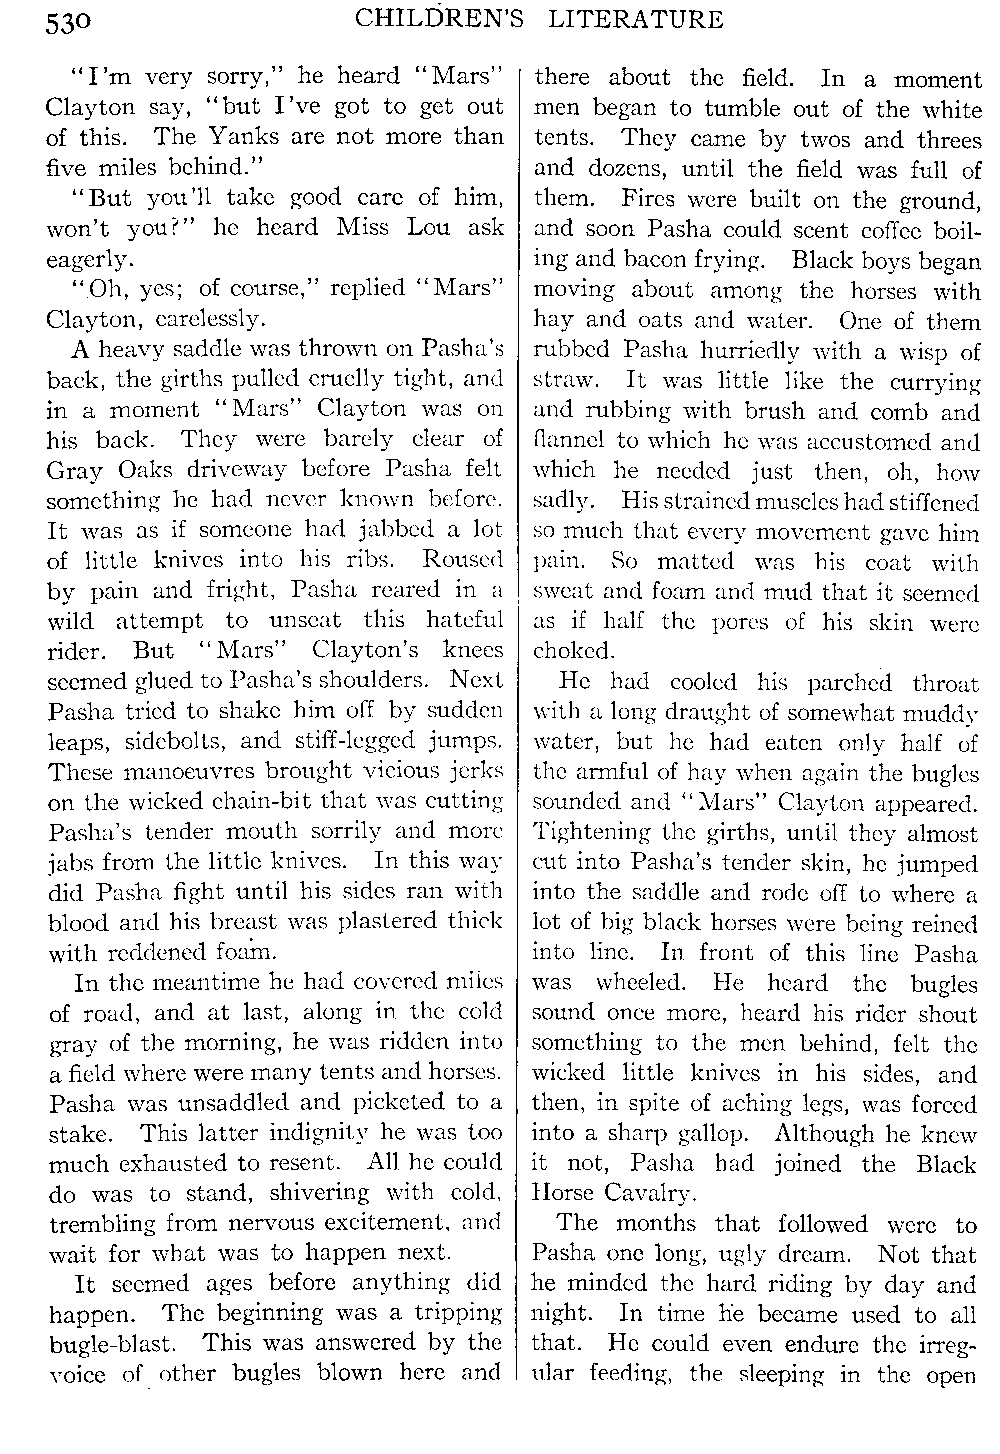 530
CHILDREN'S LITERATURE
"I'm very sorry," he heard "Mars"
Clayton say, "but I've got to get out
of this. The Yanks are not more than
five miles behind."
"But you'll take good care of him,
won't you?" he heard Miss Lou ask
eagerly.
"Oh, yes; of course," replied "Mars"
Clayton, carelessly.
A heavy saddle was thrown on Pasha's
back, the girths pulled cruelly tight, and
in a moment "Mars" Clayton was on
his back. They were barely clear of
Gray Oaks driveway before Pasha felt
something he had never known before.
It was as if someone had jabbed a lot
of little knives into his ribs. Roused
by pain and fright, Pasha reared in a
wild attempt to unseat this hateful
rider. But "Mars" Clayton's knees
seemed glued to Pasha's shoulders. Next
Pasha tried to shake him off by sudden
leaps, sidebolts, and stiff-legged jumps.
These manoeuvres brought vicious jerks
on the wicked chain-bit that was cutting
Pasha's tender mouth sorrily and more
jabs from the little knives. In this way
did Pasha fight until his sides ran with
blood and his breast was plastered thick
with reddened foam.
In the meantime he had covered miles
of road, and at last, along in the cold
gray of the morning, he was ridden into
a field where were many tents and horses.
Pasha was unsaddled and picketed to a
stake. This latter indignity he was too
much exhausted to resent. All he could
do was to stand, shivering with cold,
trembling from nervous excitement, and
wait for what was to happen next.
It seemed ages before anything did
happen. The beginning was a tripping
bugle-blast. This was answered by the
voice of other bugles blown here and
there about the field. In a moment
men began to tumble out of the white
tents. They came by twos and threes
and dozens, until the field was full of
them. Fires were built on the ground,
and soon Pasha could scent coffee boil-
ing and bacon frying. Black boys began
moving about among the horses with
hay and oats and water. One of them
rubbed Pasha hurriedly with a wisp of
straw. It was little like the currying
and rubbing with brush and comb and
flannel to which he was accustomed and
which he needed just then, oh, how
sadly. His strained muscles had stiffened
so much that every movement gave him
pain. So matted was his coat with
sweat and foam and mud that it seemed
as if half the pores of his skin were
choked.
He had cooled his parched throat
with a long draught of somewhat muddy
water, but he had eaten only half of
the armful of hay when again the bugles
sounded and "Mars" Clayton appeared.
Tightening the girths, until they almost
cut into Pasha's tender skin, he jumped
into the saddle and rode off to where a
lot of big black horses were being reined
into line. In front of this line Pasha
was wheeled. He heard the bugles
sound once more, heard his rider shout
something to the men behind, felt the
wicked little knives in his sides, and
then, in spite of aching legs, was forced
into a sharp gallop. Although he knew
it not, Pasha had joined the Black
Horse Cavalry.
The months that followed were to
Pasha one long, ugly dream. Not that
he minded the hard riding by day and
night. In time he became used to all
that. He could even endure the irreg-
ular feeding, the sleeping in the open